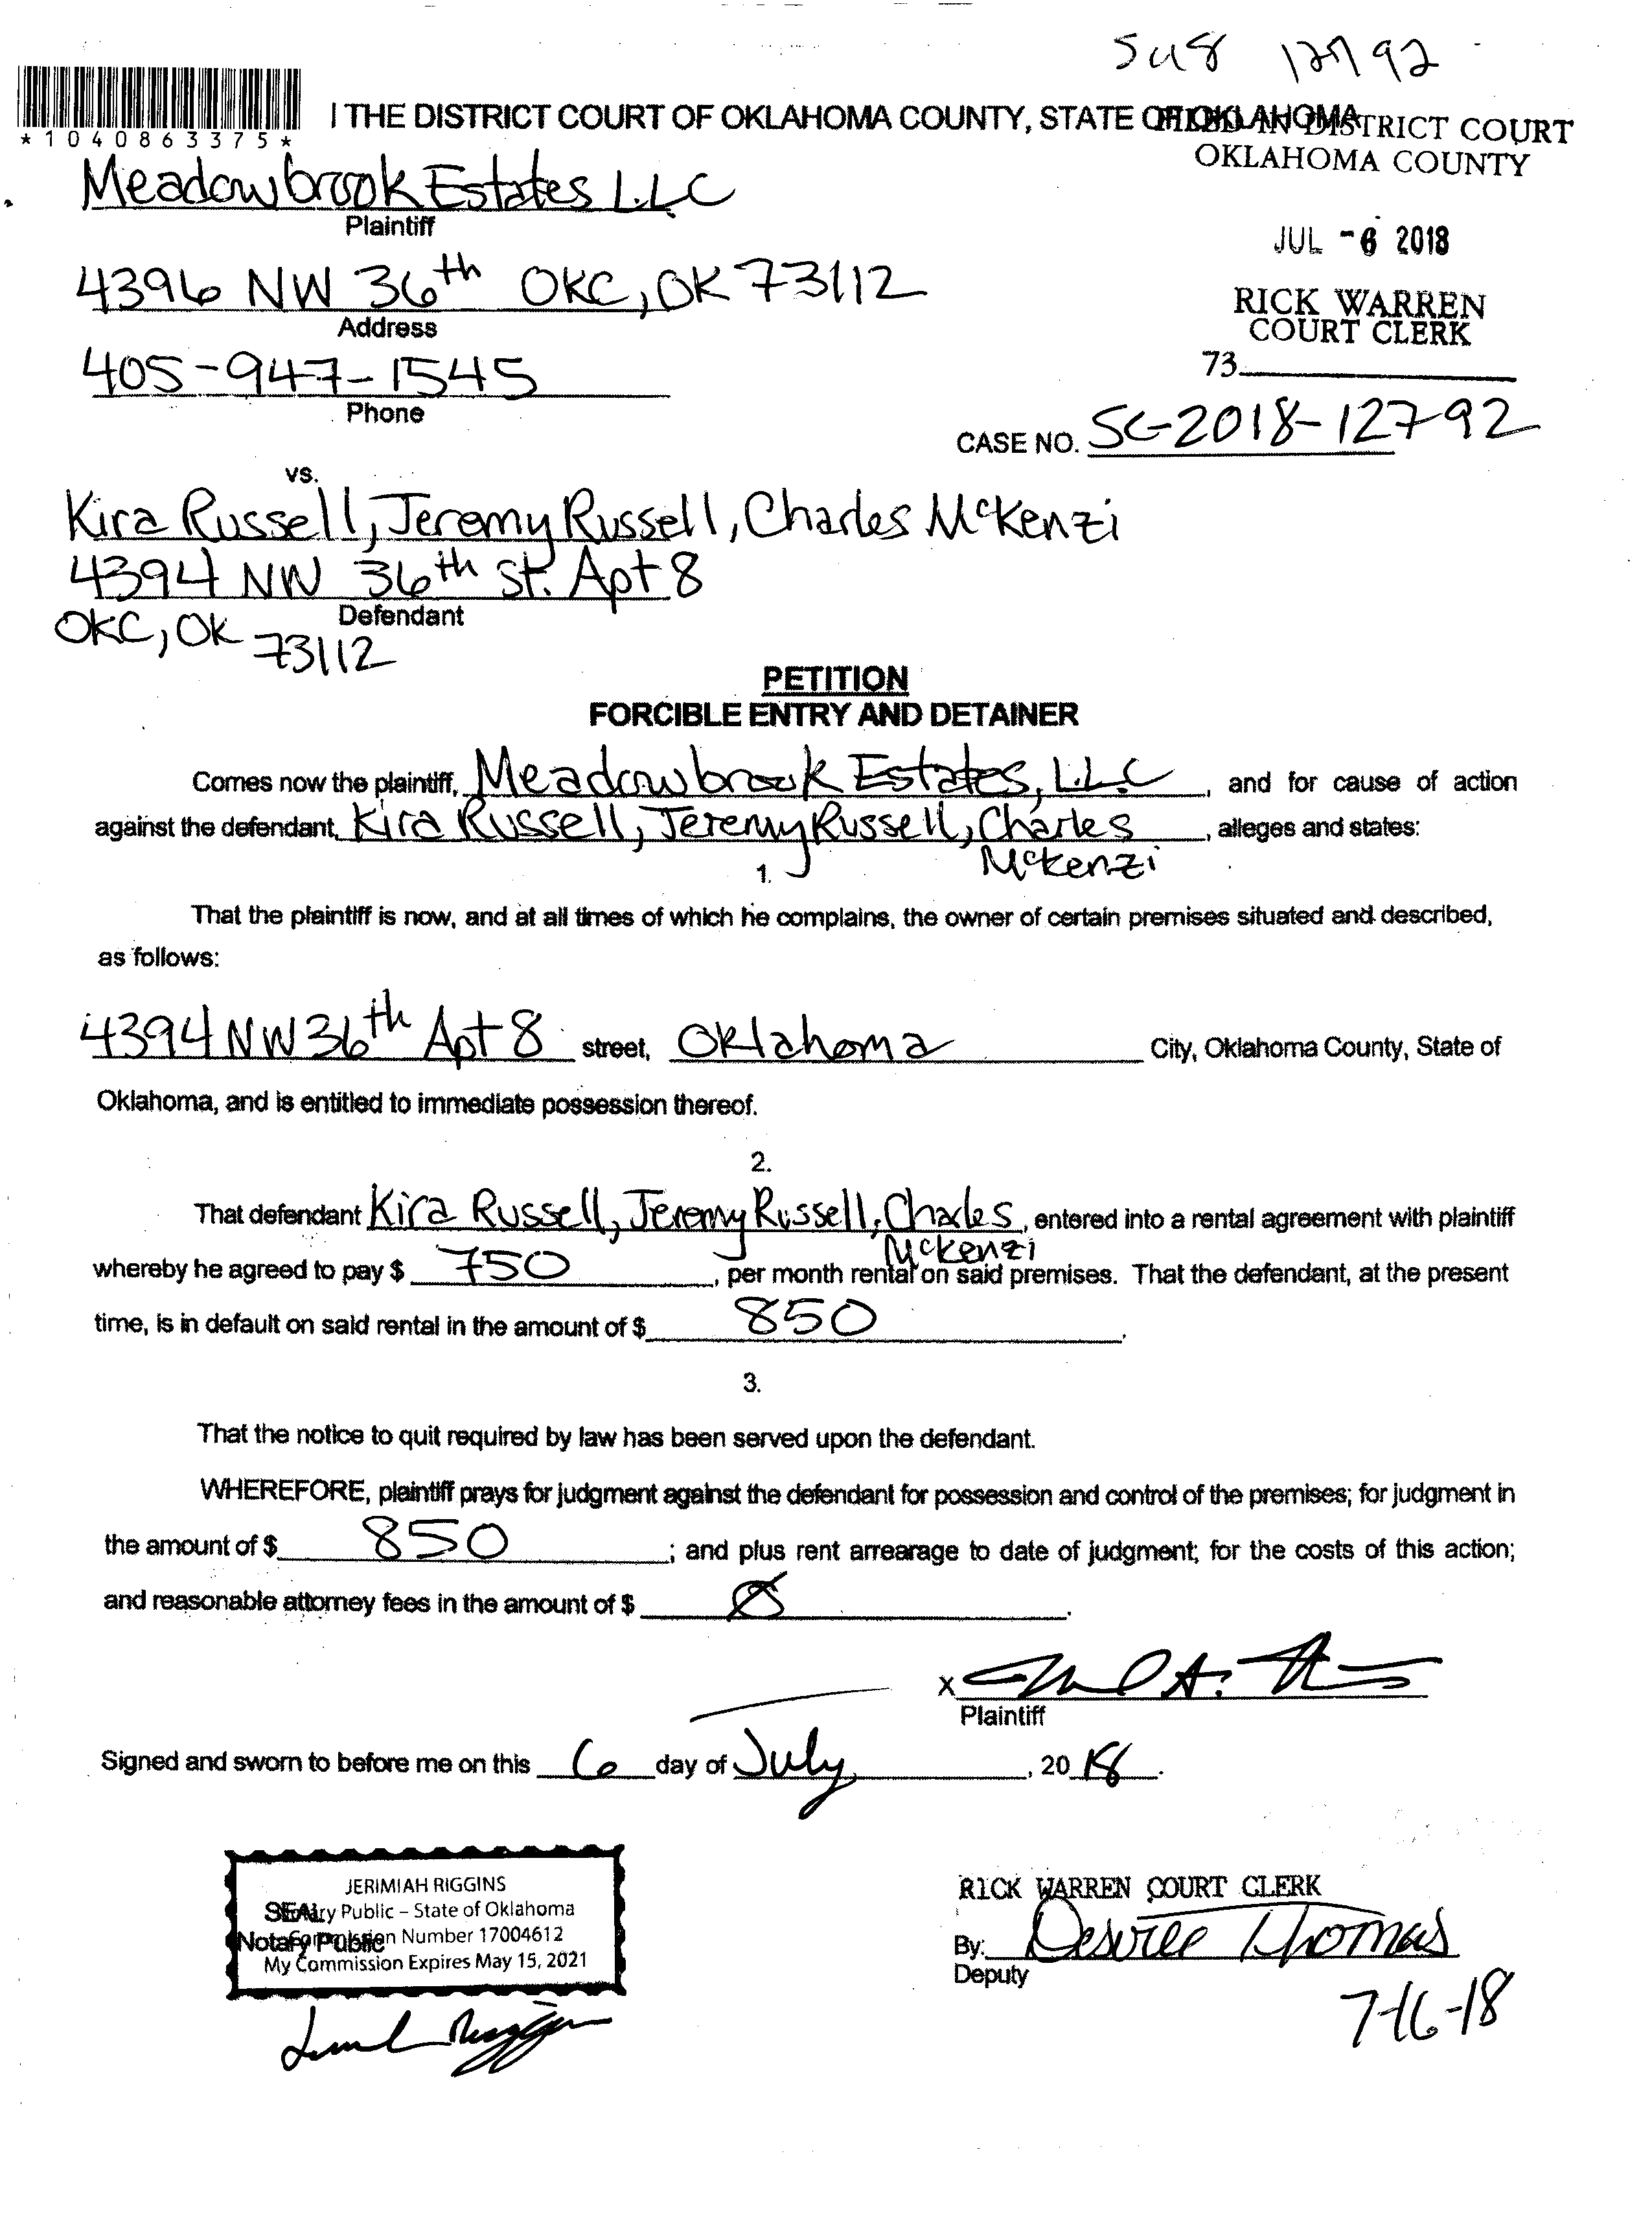 SC18 12792
*1040863375*
I THE DISTRICT COURT OF OKLAHOMA COUNTY, STATE OF OKLAHOMA
FILED IN DISTRICT COURT
OKLAHOMA COUNTY
Meadowbrook Estates LLC
Plaintiff
JUL -6 2018
4396 NW 36th OKC, OK 73112
Address
RICK WARREN
COURT CLERK
405-947-1545
73
Phone
CASE NO. SC-2018-12792
vs.
Kira Russell, Jeremy Russell, Charles McKenzi
4394 NW 36th St. Apt 8
Defendant
OKC, OK 73112
PETITION
FORCIBLE ENTRY AND DETAINER
Comes now the plaintiff, Meadowbrook Estates, LLC, and for cause of action
against the defendant, Kira Russell, Jeremy Russell, Charles McKenzi, alleges and states:
1.
That the plaintiff is now, and at all times of which he complains, the owner of certain premises situated and described,
as follows:
4394 NW 36th Apt 8 street, Oklahoma City, Oklahoma County, State of
Oklahoma, and is entitled to immediate possession thereof.
2.
That defendant Kira Russell, Jeremy Russell, Charles McKenzi, entered into a rental agreement with plaintiff
whereby he agreed to pay $ 750, per month rental on said premises. That the defendant, at the present
time, is in default on said rental in the amount of $ 850.
3.
That the notice to quit required by law has been served upon the defendant.
WHEREFORE, plaintiff prays for judgment against the defendant for possession and control of the premises; for judgment in
the amount of $ 850; and plus rent arrearage to date of judgment; for the costs of this action;
and reasonable attorney fees in the amount of $ Ø.
X
Plaintiff
Signed and sworn to before me on this 6 day of July, 2018.
JERIMIAH RIGGINS
SEAL Notary Public – State of Oklahoma
Notary Public Commission Number 17004612
My Commission Expires May 15, 2021
RICK WARREN COURT CLERK
By: Desiree Thomas
Deputy
7-16-18